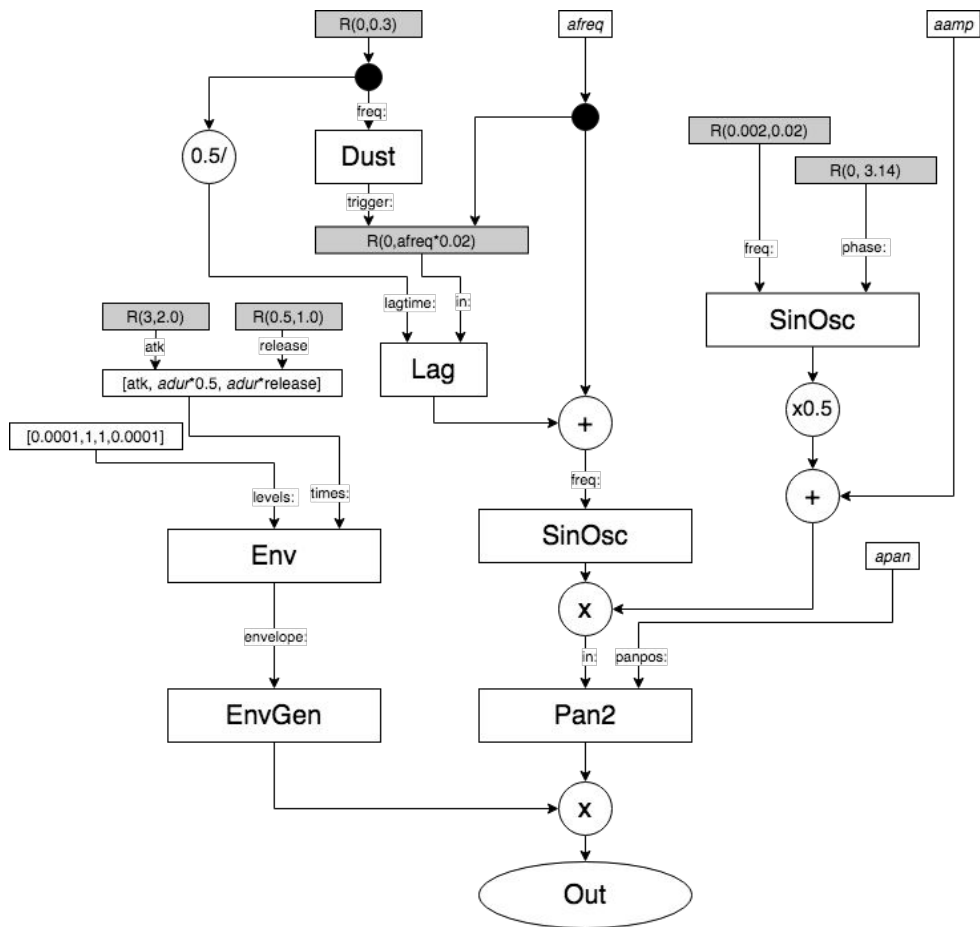 R(0,0.3)
afreq
aamp
freq:
R(0.002,0.02)
0.5/
Dust
R(0, 3.14)
trigger:
R(0,afreq*0.02)
freq:
phase:
lagtime:
in:
R(3,2.0)
R(0.5,1.0)
SinOsc
atk
release
Lag
[atk, adur*0.5, adur*release]
x0.5
[0.0001,1,1,0.0001]
+
freq:
levels:
times:
+
SinOsc
Env
apan
x
envelope:
in:
panpos:
EnvGen
Pan2
x
Out